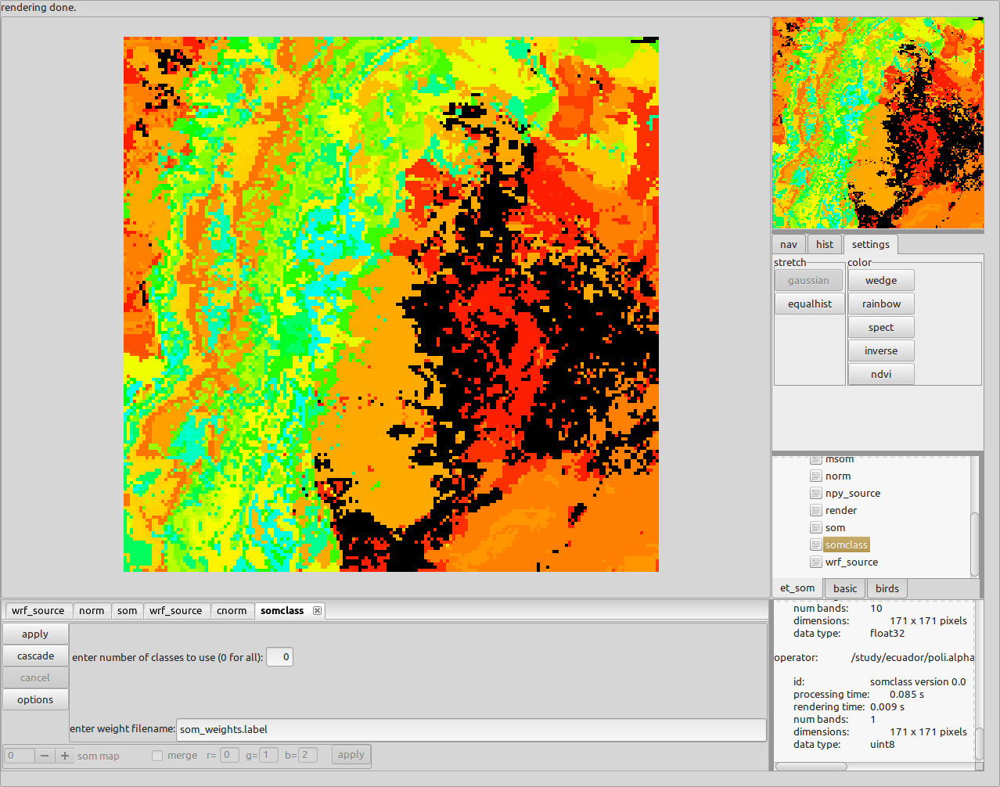 rendering done.
nav hist settings
stretch color
gaussian wedge
equalhist rainbow
spect
inverse
ndvi
msom
norm
npy_source
render
som
somclass
wrf_source
et_som basic birds
wrf_source norm som wrf_source cnorm somclass
apply
cascade
cancel
options
enter number of classes to use (0 for all): 0
enter weight filename: som_weights.label
0 som map merge r= 0 g= 1 b= 2 apply
num bands: 10
dimensions: 171 x 171 pixels
data type: float32
operator: /study/ecuador/poli.alpha
id: somclass version 0.0
processing time: 0.085 s
rendering time: 0.009 s
num bands: 1
dimensions: 171 x 171 pixels
data type: uint8